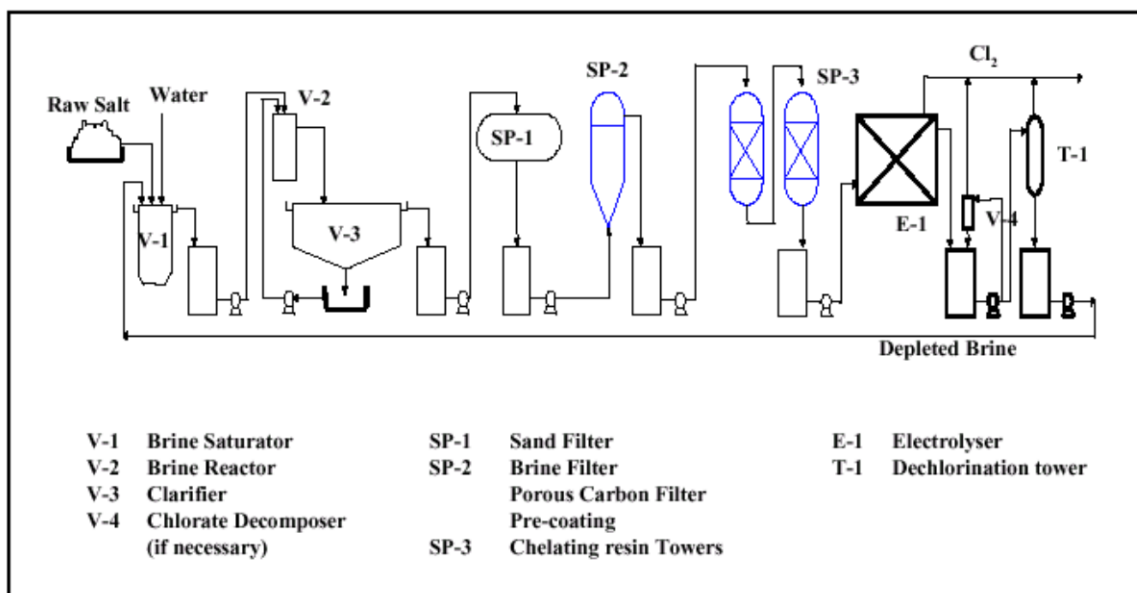 Cl2
SP-2
SP-3
Raw Salt
Water
V-2
SP-1
T-1
V-1
V-3
E-1
V-4
Depleted Brine
V-1 Brine Saturator
V-2 Brine Reactor
V-3 Clarifier
V-4 Chlorate Decomposer
(if necessary)
SP-1 Sand Filter
SP-2 Brine Filter
Porous Carbon Filter
Pre-coating
SP-3 Chelating resin Towers
E-1 Electrolyser
T-1 Dechlorination tower